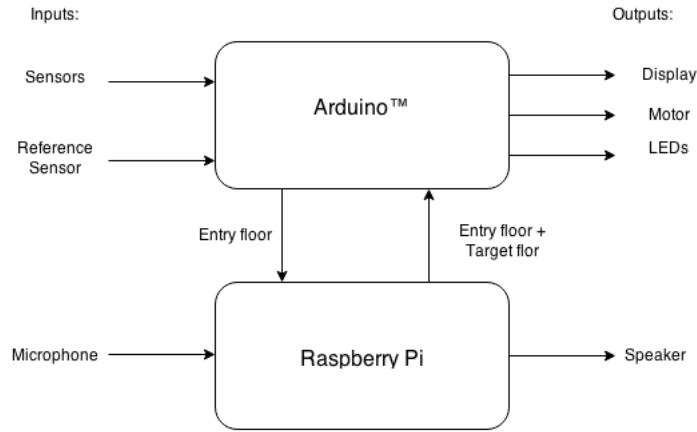 Inputs:
Outputs:
Sensors
Arduino™
Display
Motor
Reference
Sensor
LEDs
Entry floor
Entry floor +
Target flor
Microphone
Raspberry Pi
Speaker